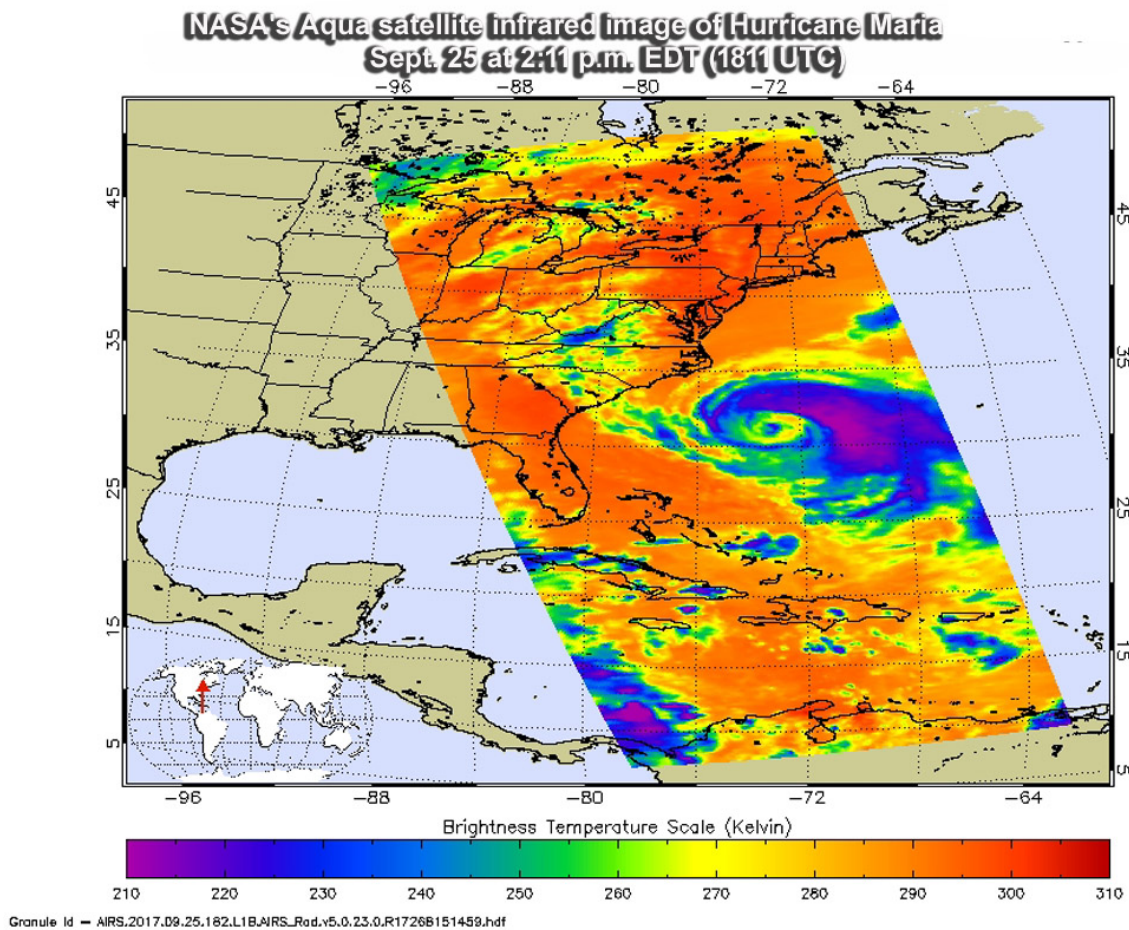 NASA's Aqua satellite Infrared Image of Hurricane Maria
Sept. 25 at 2:11 p.m. EDT (1811 UTC)
-96 -88 -80 -72 -64
45 45
35 35
25 25
15 15
5 5
-96 -88 -80 -72 -64
Brightness Temperature Scale (Kelvin)
210 220 230 240 250 260 270 280 290 300 310
Granule Id - AIRS.2017.09.25.182.L1B.AIRS_Rad.v5.0.23.0.R17268151459.hdf